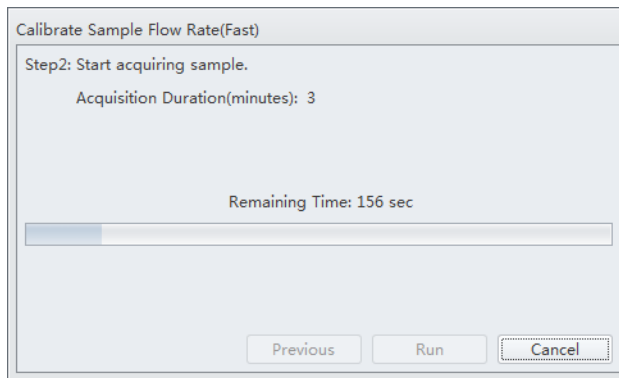 Calibrate Sample Flow Rate(Fast)
Step2: Start acquiring sample.
Acquisition Duration(minutes): 3
Remaining Time: 156 sec
Previous Run Cancel